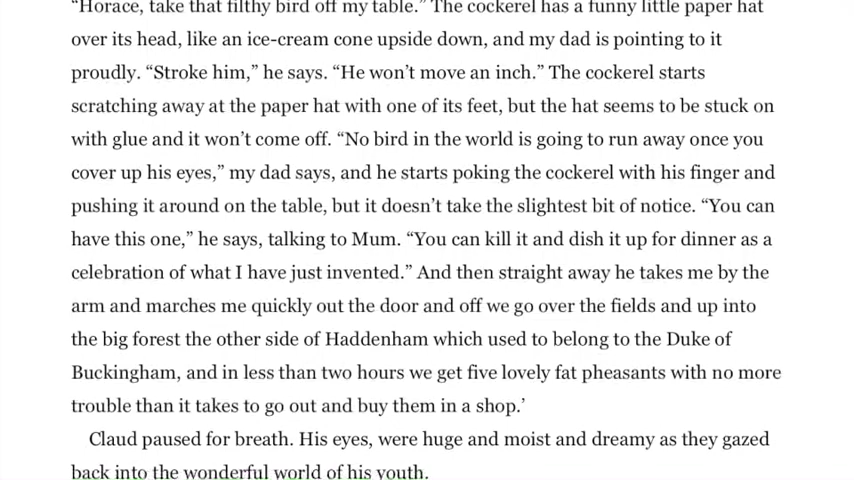 “Horace, take that filthy bird off my table.” The cockerel has a funny little paper hat
over its head, like an ice-cream cone upside down, and my dad is pointing to it
proudly. “Stroke him,” he says. “He won’t move an inch.” The cockerel starts
scratching away at the paper hat with one of its feet, but the hat seems to be stuck on
with glue and it won’t come off. “No bird in the world is going to run away once you
cover up his eyes,” my dad says, and he starts poking the cockerel with his finger and
pushing it around on the table, but it doesn’t take the slightest bit of notice. “You can
have this one,” he says, talking to Mum. “You can kill it and dish it up for dinner as a
celebration of what I have just invented.” And then straight away he takes me by the
arm and marches me quickly out the door and off we go over the fields and up into
the big forest the other side of Haddenham which used to belong to the Duke of
Buckingham, and in less than two hours we get five lovely fat pheasants with no more
trouble than it takes to go out and buy them in a shop.’
Claud paused for breath. His eyes, were huge and moist and dreamy as they gazed
back into the wonderful world of his youth.